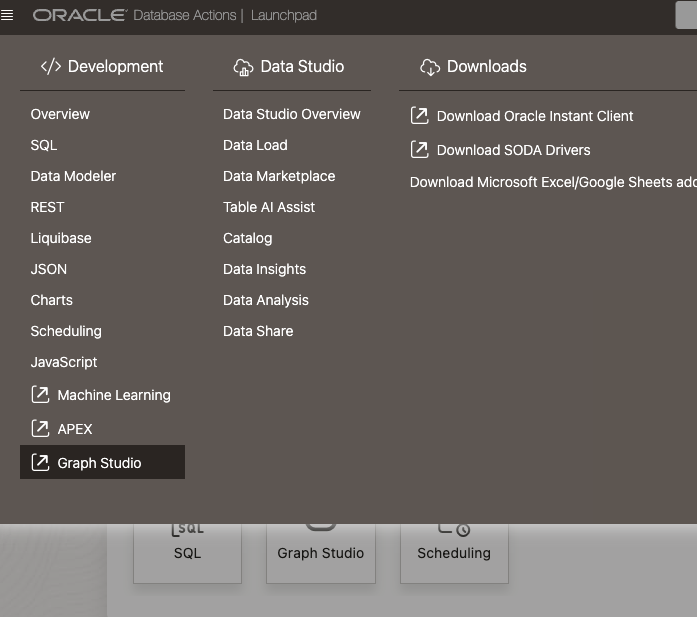 ORACLE Database Actions | Launchpad
Development
Overview
SQL
Data Modeler
REST
Liquibase
JSON
Charts
Scheduling
JavaScript
Machine Learning
APEX
Graph Studio
Data Studio
Data Studio Overview
Data Load
Data Marketplace
Table AI Assist
Catalog
Data Insights
Data Analysis
Data Share
Downloads
Download Oracle Instant Client
Download SODA Drivers
Download Microsoft Excel/Google Sheets
SQL
SQL
Graph Studio
Scheduling